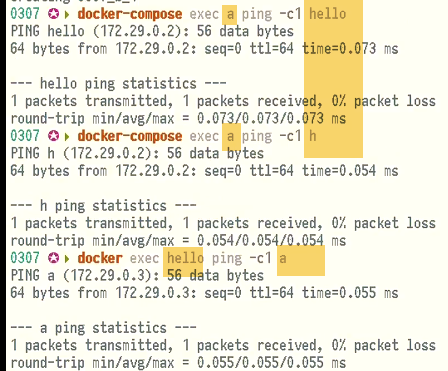 0307 ✪ ▸ docker-compose exec a ping -c1 hello
PING hello (172.29.0.2): 56 data bytes
64 bytes from 172.29.0.2: seq=0 ttl=64 time=0.073 ms
--- hello ping statistics ---
1 packets transmitted, 1 packets received, 0% packet loss
round-trip min/avg/max = 0.073/0.073/0.073 ms
0307 ✪ ▸ docker-compose exec a ping -c1 h
PING h (172.29.0.2): 56 data bytes
64 bytes from 172.29.0.2: seq=0 ttl=64 time=0.054 ms
--- h ping statistics ---
1 packets transmitted, 1 packets received, 0% packet loss
round-trip min/avg/max = 0.054/0.054/0.054 ms
0307 ✪ ▸ docker exec hello ping -c1 a
PING a (172.29.0.3): 56 data bytes
64 bytes from 172.29.0.3: seq=0 ttl=64 time=0.055 ms
--- a ping statistics ---
1 packets transmitted, 1 packets received, 0% packet loss
round-trip min/avg/max = 0.055/0.055/0.055 ms